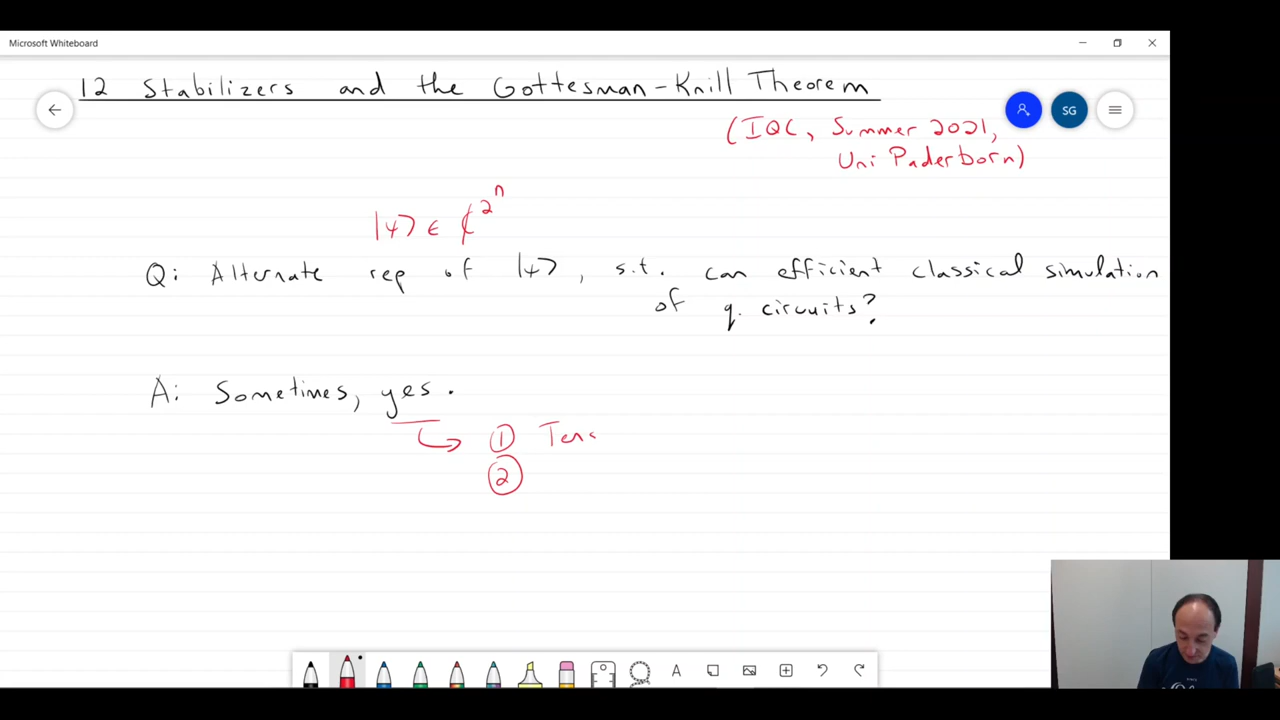 Microsoft Whiteboard
12 Stabilizers and the Gottesman-Knill Theorem
SG
(IQC, Summer 2021,
Uni Paderborn)
|ψ⟩ ∈ ℂ^2^n
Q: Alternate rep of |ψ⟩, s.t. can efficient classical simulation
of q. circuits?
A: Sometimes, yes.
↳ ① Tens
②
A